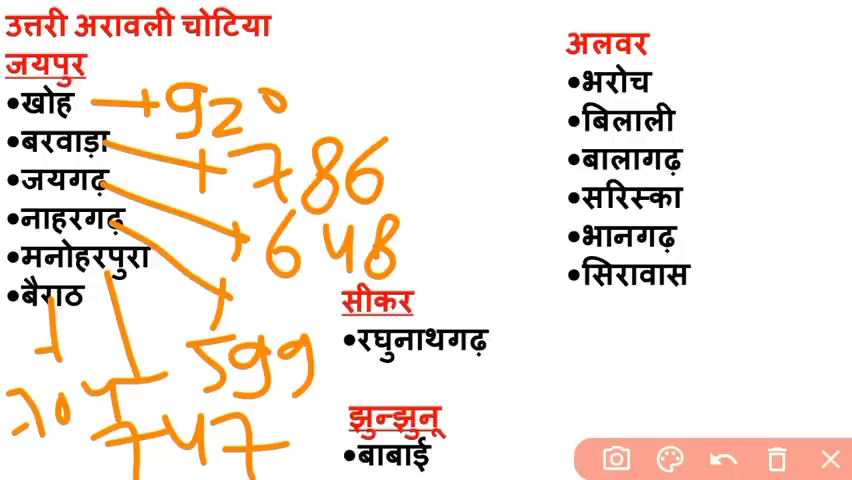 उत्तरी अरावली चोटिया
जयपुर
•खोह 920
•बरवाड़ा 786
•जयगढ़ 648
•नाहरगढ़ 599
•मनोहरपुरा 747
•बैराठ 704
सीकर
•रघुनाथगढ़
झुन्झुनू
•बाबाई
अलवर
•भरोच
•बिलाली
•बालागढ़
•सरिस्का
•भानगढ़
•सिरावास